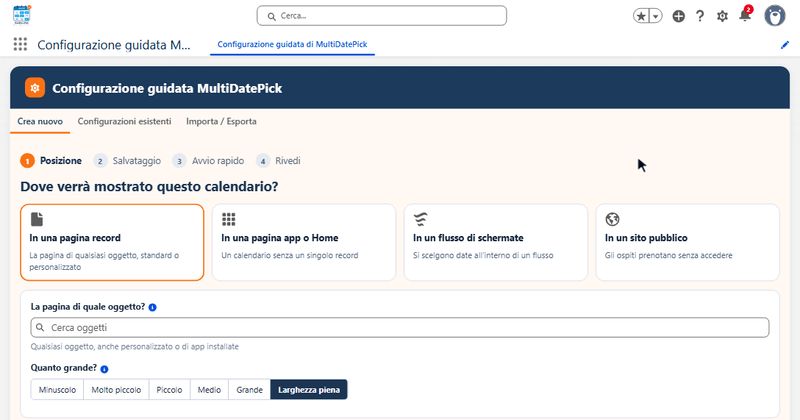 Cerca...
2
Configurazione guidata M...
Configurazione guidata di MultiDatePick
Configurazione guidata MultiDatePick
Crea nuovo
Configurazioni esistenti
Importa / Esporta
1 Posizione
2 Salvataggio
3 Avvio rapido
4 Rivedi
Dove verrà mostrato questo calendario?
In una pagina record
La pagina di qualsiasi oggetto, standard o
personalizzato
In una pagina app o Home
Un calendario senza un singolo record
In un flusso di schermate
Si scelgono date all'interno di un flusso
In un sito pubblico
Gli ospiti prenotano senza accedere
La pagina di quale oggetto?
Cerca oggetti
Qualsiasi oggetto, anche personalizzato o di app installate
Quanto grande?
Minuscolo
Molto piccolo
Piccolo
Medio
Grande
Larghezza piena